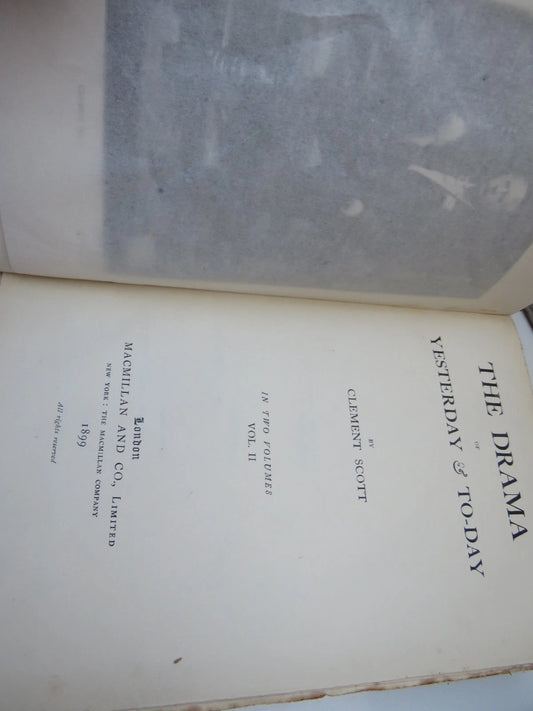 THE DRAMA
OF
YESTERDAY & TO-DAY
BY
CLEMENT SCOTT
IN TWO VOLUMES
VOL. II
London
MACMILLAN AND CO., LIMITED
NEW YORK: THE MACMILLAN COMPANY
1899
All rights reserved